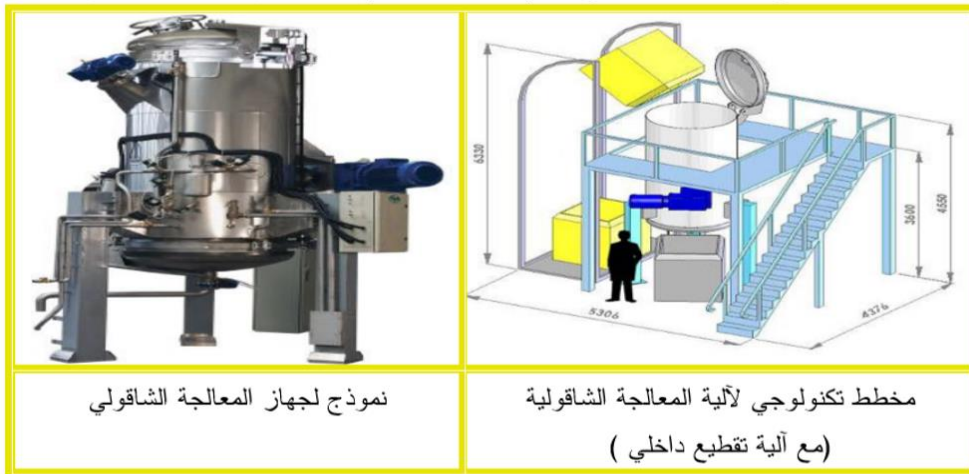 6330
3600
4550
5306
4376
نموذج لجهاز المعالجة الشاقولي
مخطط تكنولوجي لآلية المعالجة الشاقولية
(مع آلية تقطيع داخلي )